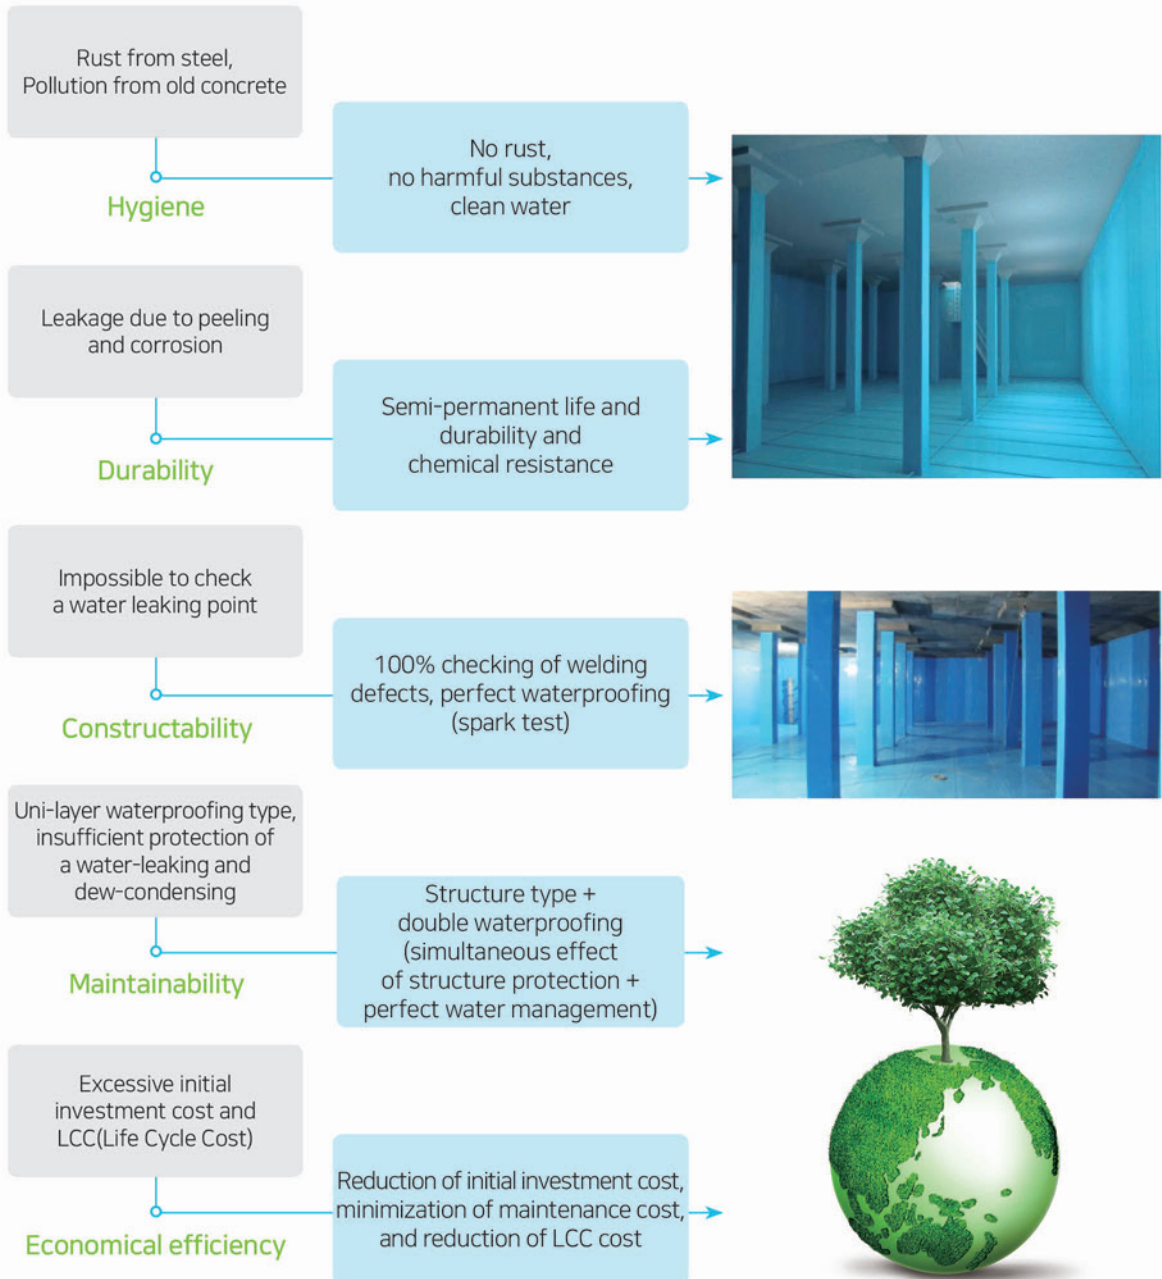 Rust from steel,
Pollution from old concrete
Hygiene
No rust,
no harmful substances,
clean water
Leakage due to peeling
and corrosion
Durability
Semi-permanent life and
durability and
chemical resistance
Impossible to check
a water leaking point
Constructability
100% checking of welding
defects, perfect waterproofing
(spark test)
Uni-layer waterproofing type,
insufficient protection of
a water-leaking and
dew-condensing
Maintainability
Structure type +
double waterproofing
(simultaneous effect
of structure protection +
perfect water management)
Excessive initial
investment cost and
LCC(Life Cycle Cost)
Economical efficiency
Reduction of initial investment cost,
minimization of maintenance cost,
and reduction of LCC cost